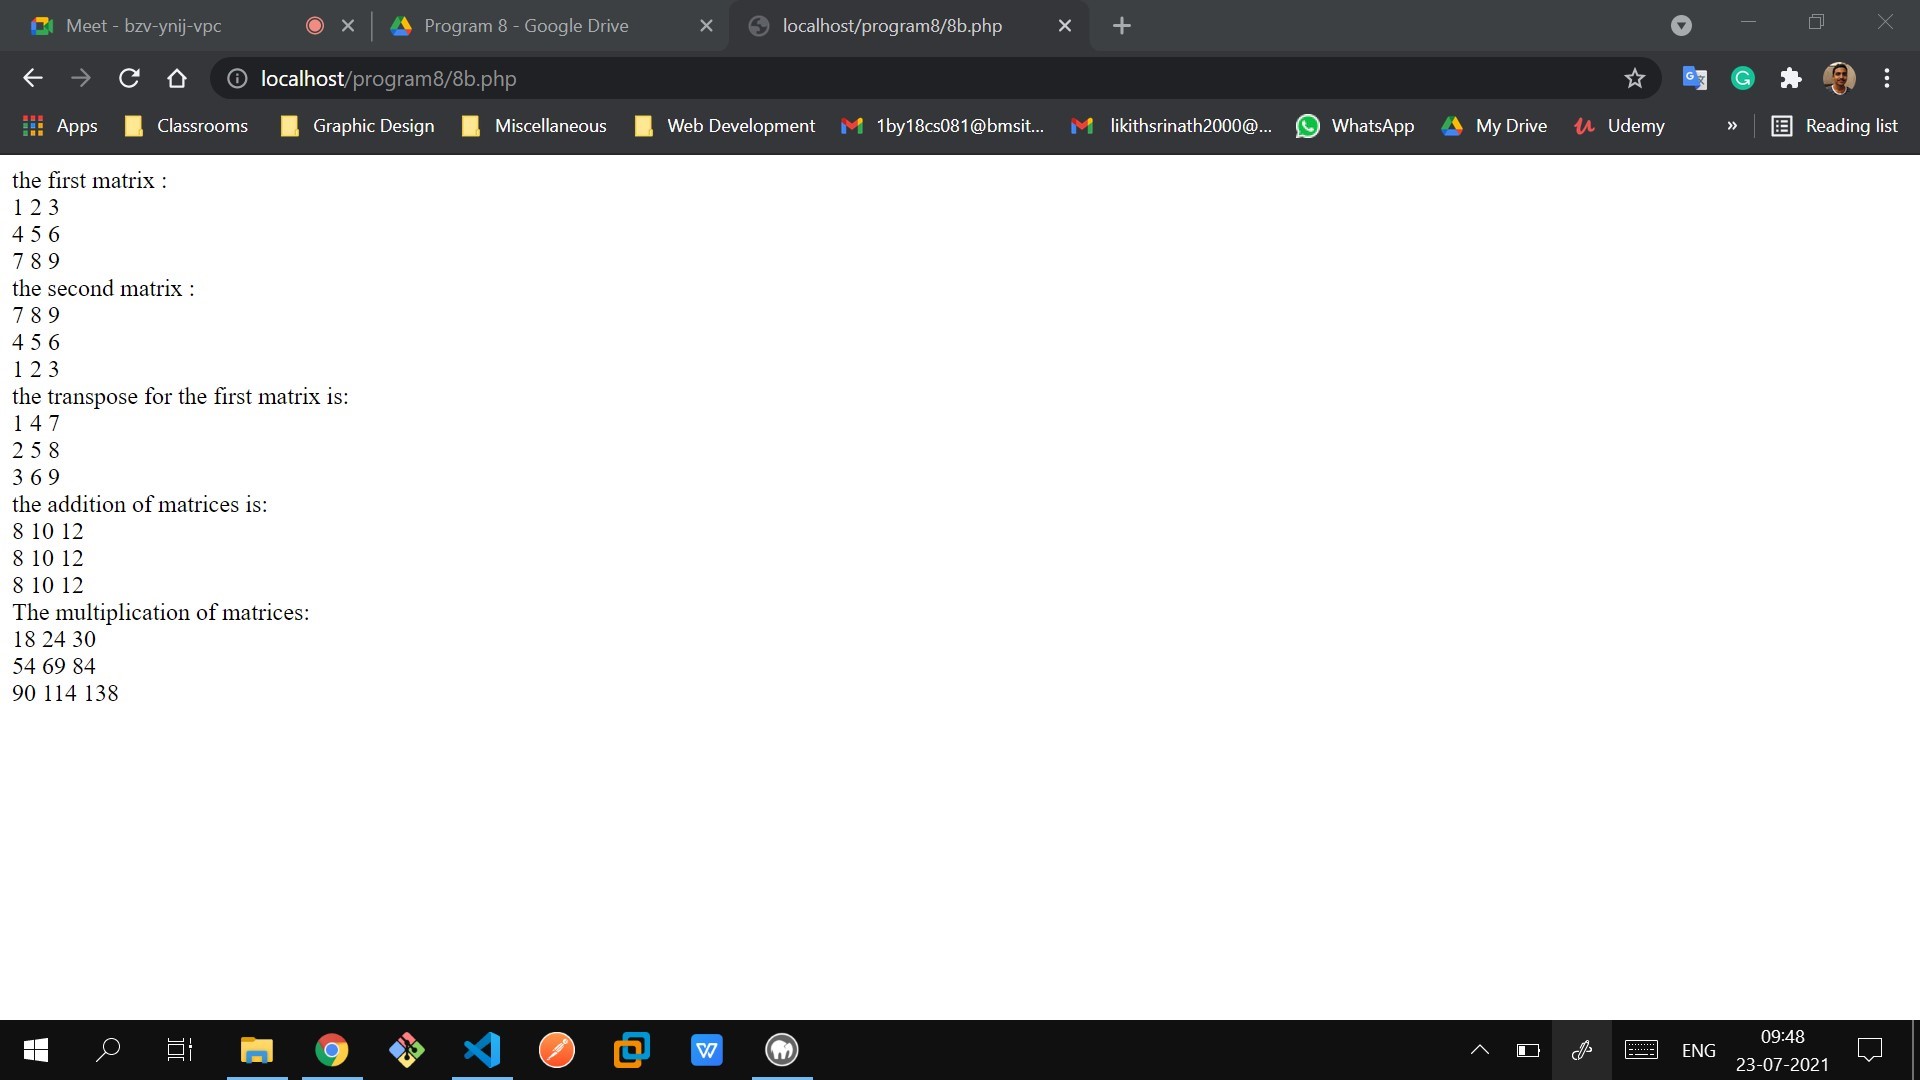 Meet - bzv-ynij-vpc
Program 8 - Google Drive
localhost/program8/8b.php
localhost/program8/8b.php
Apps
Classrooms
Graphic Design
Miscellaneous
Web Development
1by18cs081@bmsit...
likithsrinath2000@...
WhatsApp
My Drive
Udemy
»
Reading list
the first matrix :
1 2 3
4 5 6
7 8 9
the second matrix :
7 8 9
4 5 6
1 2 3
the transpose for the first matrix is:
1 4 7
2 5 8
3 6 9
the addition of matrices is:
8 10 12
8 10 12
8 10 12
The multiplication of matrices:
18 24 30
54 69 84
90 114 138
ENG
09:48
23-07-2021